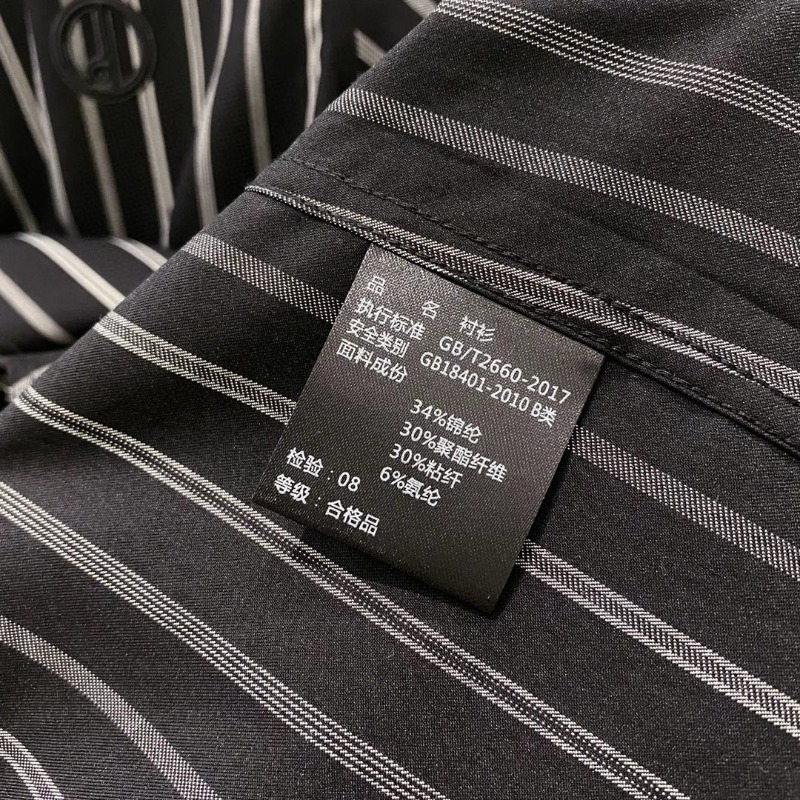 品 名 衬衫
执行标准 GB/T2660-2017
安全类别 GB18401-2010 B类
面料成份
34%锦纶
30%聚酯纤维
30%粘纤
6%氨纶
检验：08
等级：合格品